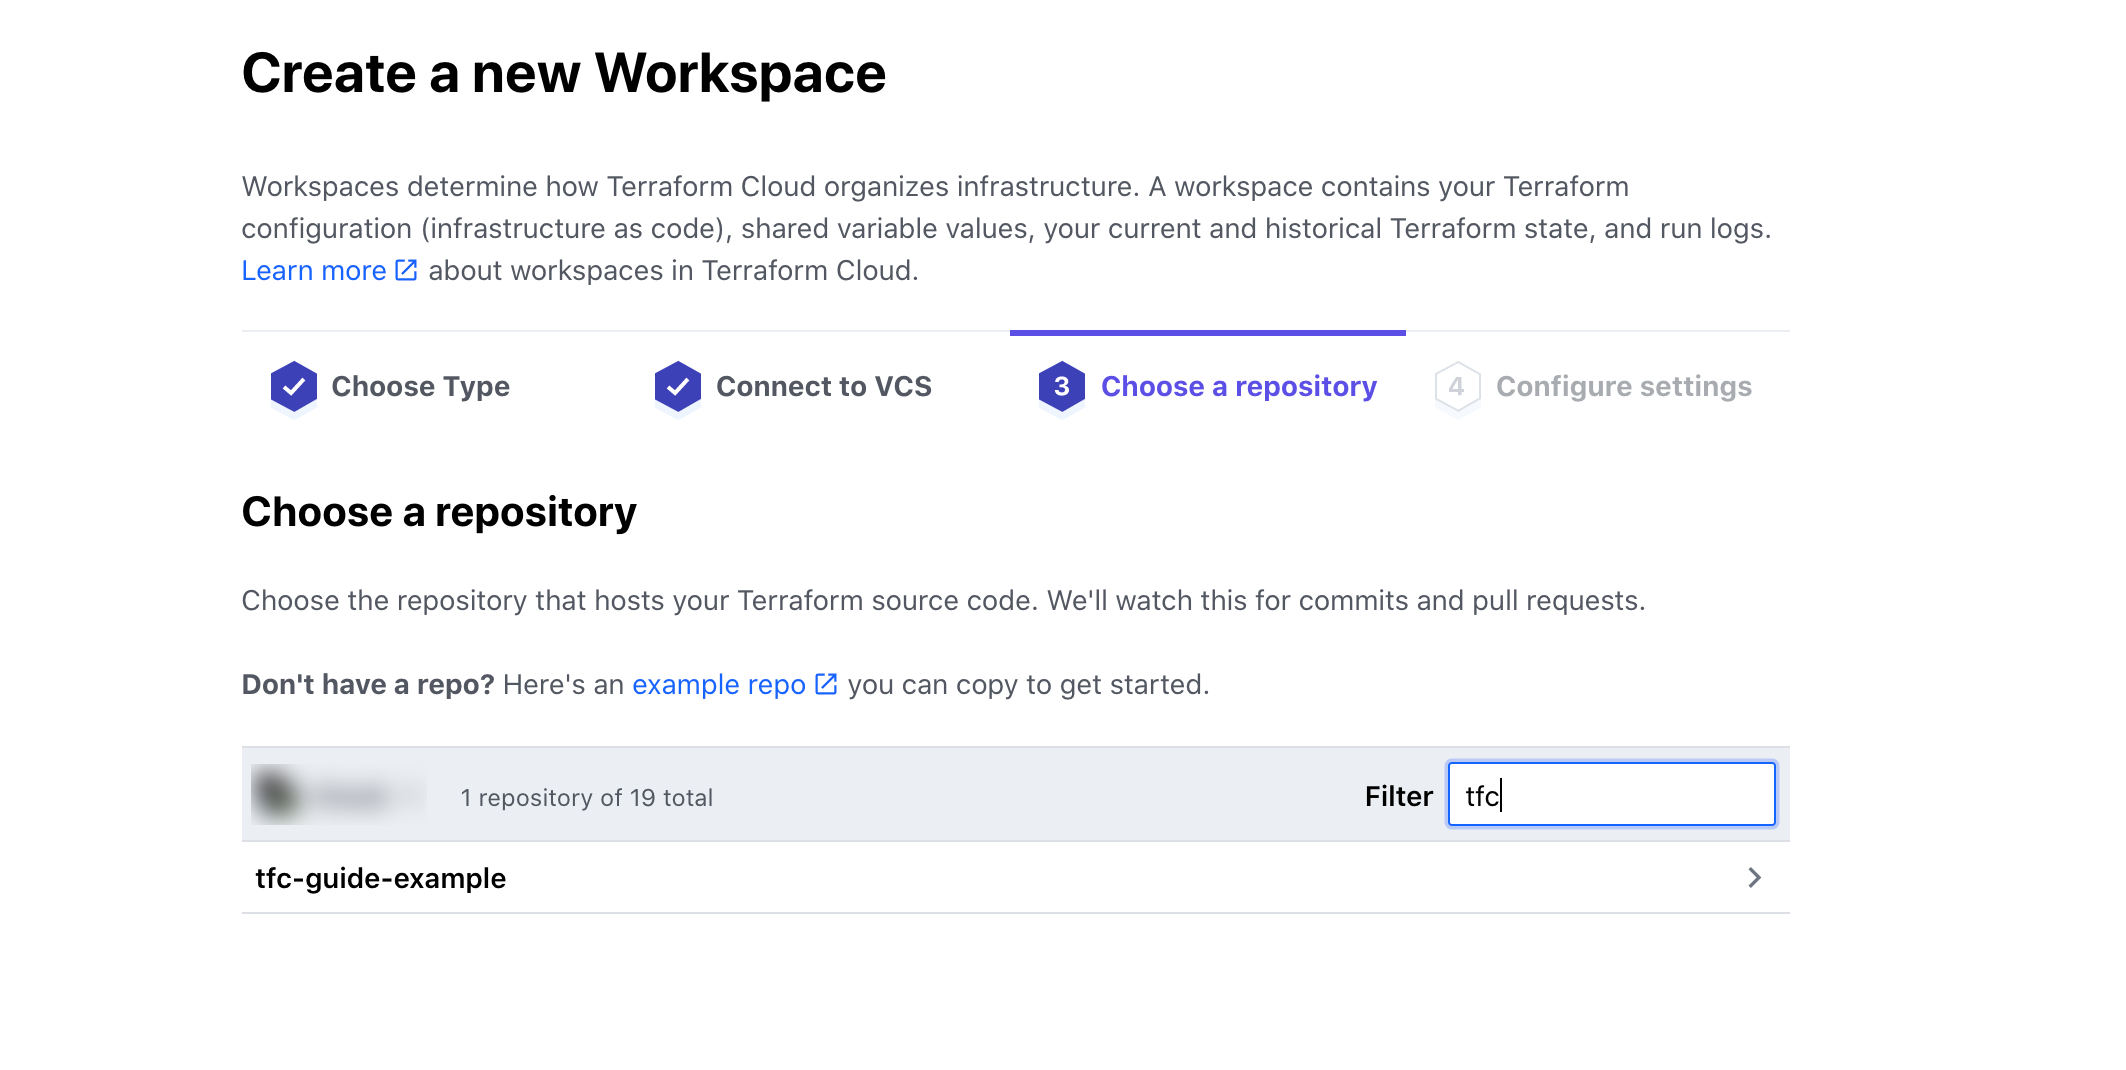 Create a new Workspace
Workspaces determine how Terraform Cloud organizes infrastructure. A workspace contains your Terraform
configuration (infrastructure as code), shared variable values, your current and historical Terraform state, and run logs.
Learn more about workspaces in Terraform Cloud.
Choose Type
Connect to VCS
3 Choose a repository
4 Configure settings
Choose a repository
Choose the repository that hosts your Terraform source code. We'll watch this for commits and pull requests.
Don't have a repo? Here's an example repo you can copy to get started.
1 repository of 19 total
Filter tfc
tfc-guide-example